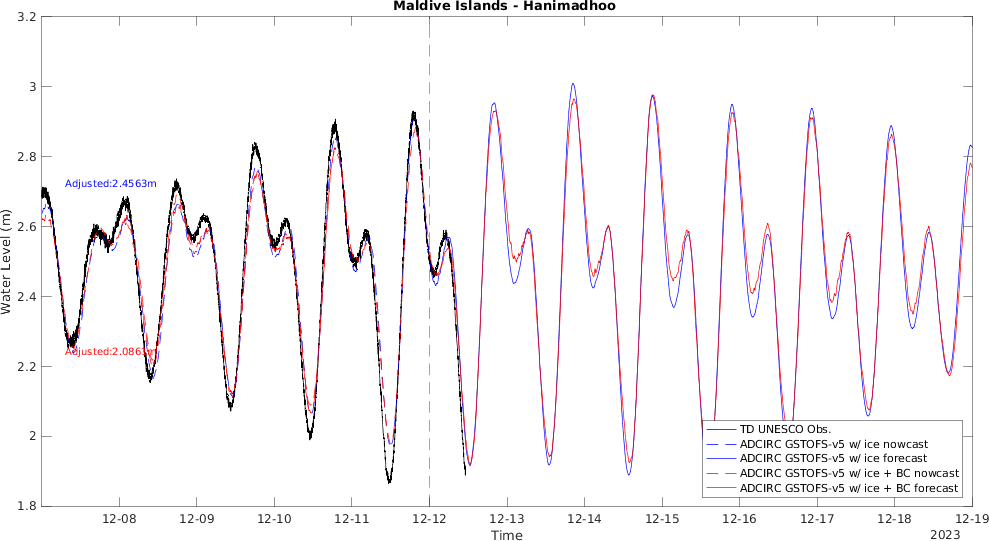 Maldive Islands - Hanimadhoo
3.2
3
2.8
2.6
2.4
2.2
2
1.8
Water Level (m)
Adjusted:2.4563m
TD UNESCO Obs.
ADCIRC GSTOFS-v5 w/ ice nowcast
ADCIRC GSTOFS-v5 w/ ice forecast
ADCIRC GSTOFS-v5 w/ ice + BC nowcast
ADCIRC GSTOFS-v5 w/ ice + BC forecast
12-08
12-09
12-10
12-11
12-12
12-13
12-14
12-15
12-16
12-17
12-18
12-19
Time
2023